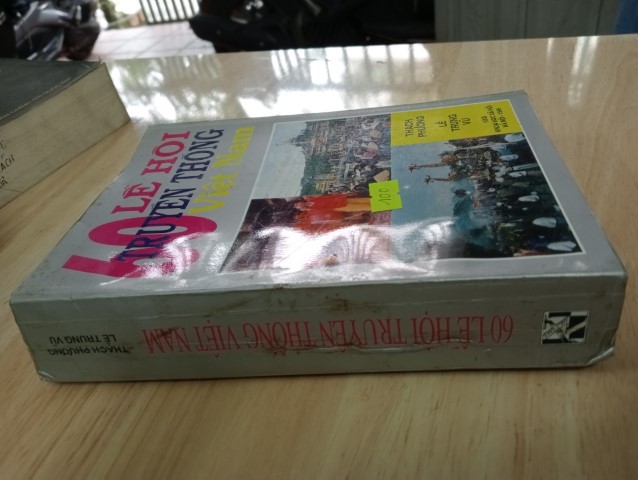 60
LỄ HỘI
TRUYỀN THỐNG
Việt Nam
THẠCH
PHƯƠNG
LÊ
TRUNG
VŨ
100
60 LỄ HỘI TRUYỀN THỐNG VIỆT NAM
THẠCH PHƯƠNG
LÊ TRUNG VŨ